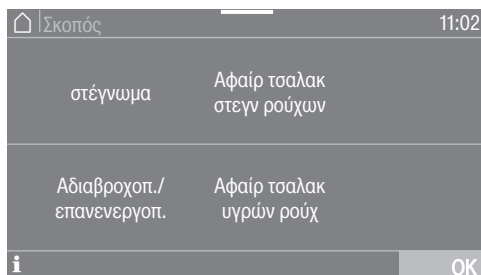 Σκοπός 11:02
στέγνωμα
Αφαίρ τσαλακ
στεγν ρούχων
Αδιαβροχοπ./
επανενεργοπ.
Αφαίρ τσαλακ
υγρών ρούχ
i OK